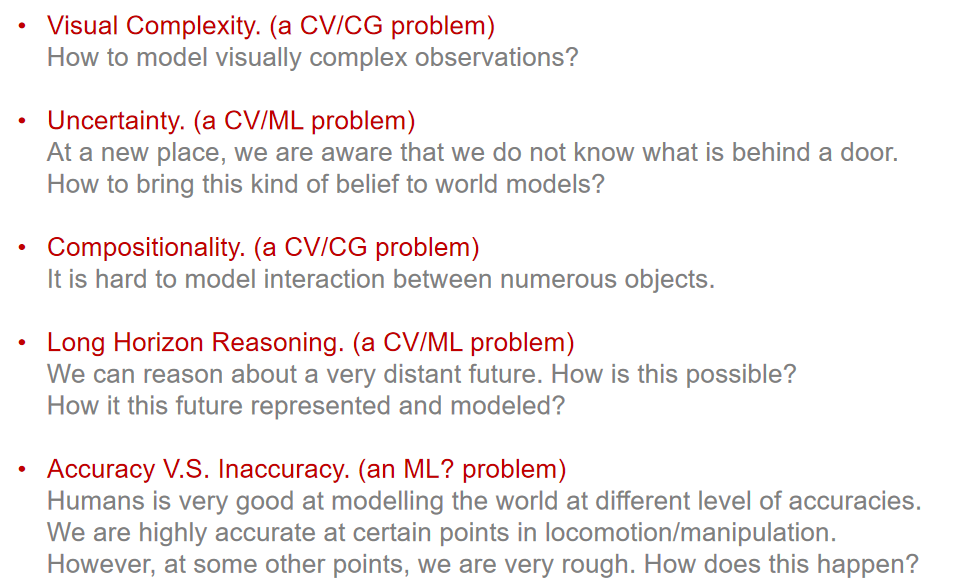 • Visual Complexity. (a CV/CG problem)
How to model visually complex observations?
• Uncertainty. (a CV/ML problem)
At a new place, we are aware that we do not know what is behind a door.
How to bring this kind of belief to world models?
• Compositionality. (a CV/CG problem)
It is hard to model interaction between numerous objects.
• Long Horizon Reasoning. (a CV/ML problem)
We can reason about a very distant future. How is this possible?
How it this future represented and modeled?
• Accuracy V.S. Inaccuracy. (an ML? problem)
Humans is very good at modelling the world at different level of accuracies.
We are highly accurate at certain points in locomotion/manipulation.
However, at some other points, we are very rough. How does this happen?